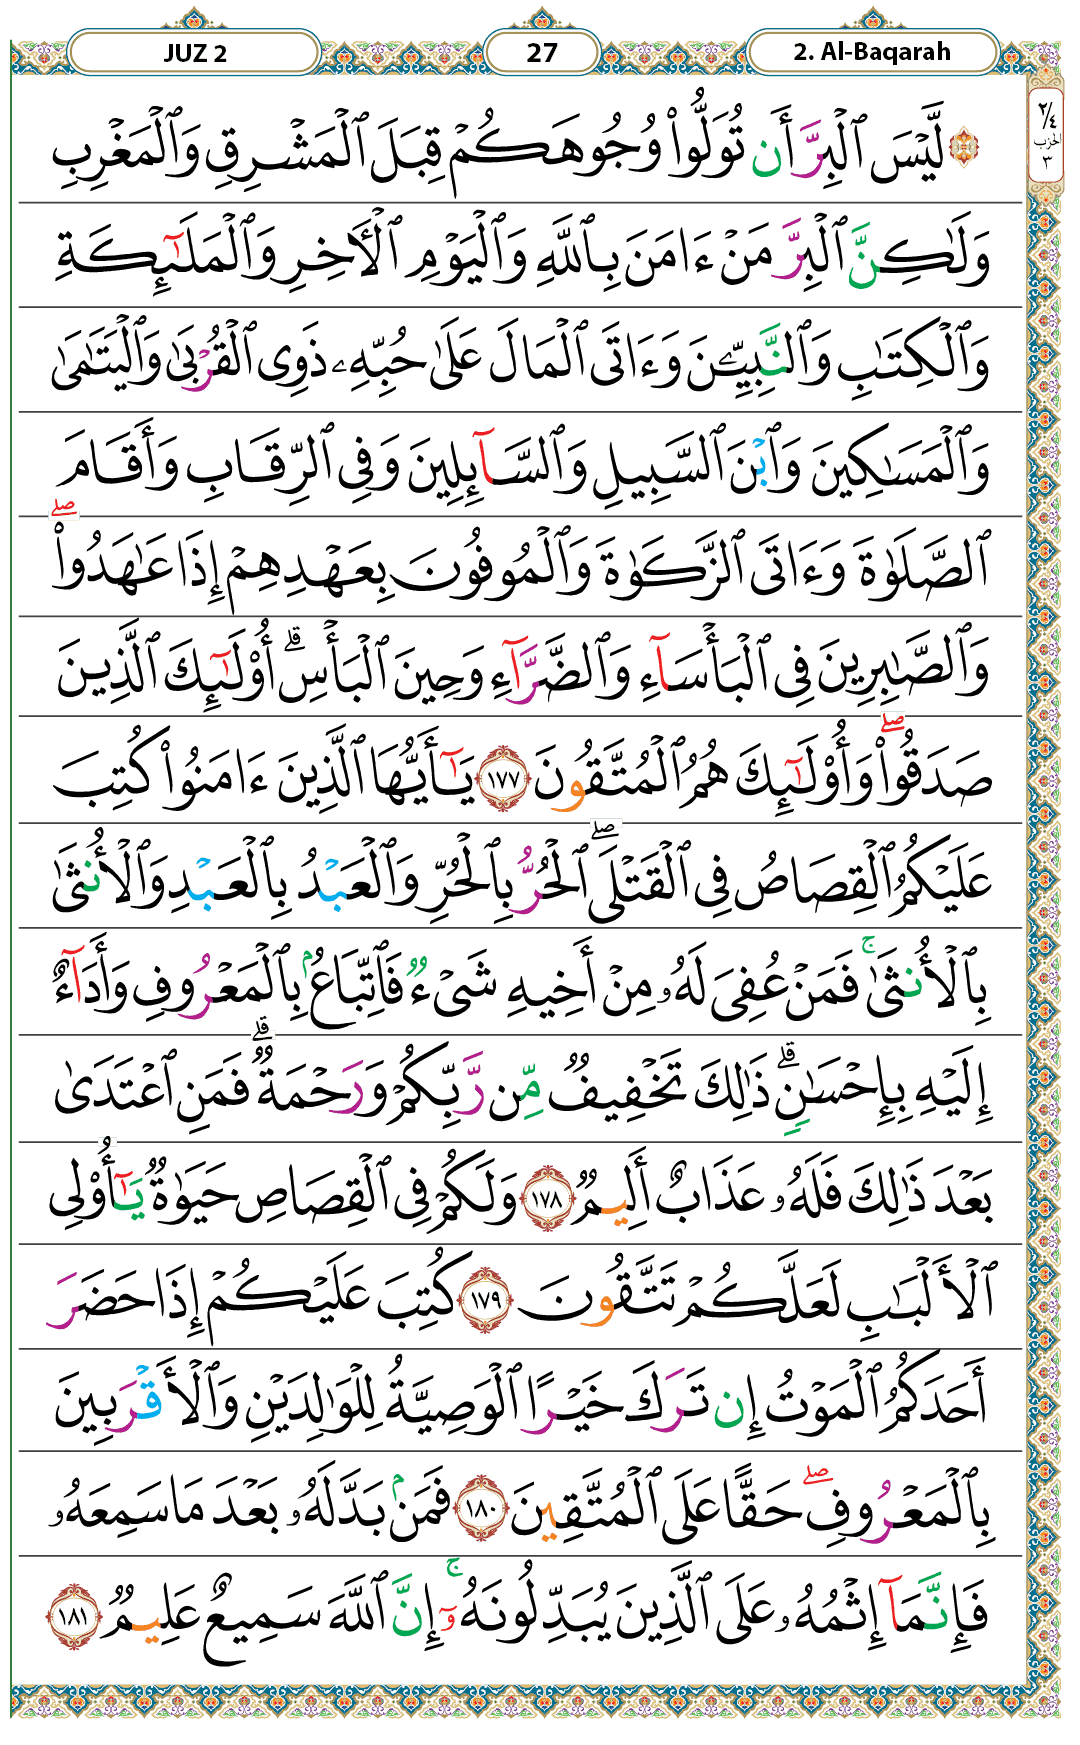 JUZ 2
27
2. Al-Baqarah
٢/٤
الحزب
٣
لَّيْسَ ٱلْبِرَّ أَن تُوَلُّوا۟ وُجُوهَكُمْ قِبَلَ ٱلْمَشْرِقِ وَٱلْمَغْرِبِ
وَلَـٰكِنَّ ٱلْبِرَّ مَنْ ءَامَنَ بِٱللَّهِ وَٱلْيَوْمِ ٱلْـَٔاخِرِ وَٱلْمَلَـٰٓئِكَةِ
وَٱلْكِتَـٰبِ وَٱلنَّبِيِّـۧنَ وَءَاتَى ٱلْمَالَ عَلَىٰ حُبِّهِۦ ذَوِى ٱلْقُرْبَىٰ وَٱلْيَتَـٰمَىٰ
وَٱلْمَسَـٰكِينَ وَٱبْنَ ٱلسَّبِيلِ وَٱلسَّآئِلِينَ وَفِى ٱلرِّقَابِ وَأَقَامَ
ٱلصَّلَوٰةَ وَءَاتَى ٱلزَّكَوٰةَ وَٱلْمُوفُونَ بِعَهْدِهِمْ إِذَا عَـٰهَدُوا۟ ۖ
وَٱلصَّـٰبِرِينَ فِى ٱلْبَأْسَآءِ وَٱلضَّرَّآءِ وَحِينَ ٱلْبَأْسِ ۗ أُو۟لَـٰٓئِكَ ٱلَّذِينَ
صَدَقُوا۟ ۖ وَأُو۟لَـٰٓئِكَ هُمُ ٱلْمُتَّقُونَ ١٧٧ يَـٰٓأَيُّهَا ٱلَّذِينَ ءَامَنُوا۟ كُتِبَ
عَلَيْكُمُ ٱلْقِصَاصُ فِى ٱلْقَتْلَى ۖ ٱلْحُرُّ بِٱلْحُرِّ وَٱلْعَبْدُ بِٱلْعَبْدِ وَٱلْأُنثَىٰ
بِٱلْأُنثَىٰ ۚ فَمَنْ عُفِىَ لَهُۥ مِنْ أَخِيهِ شَىْءٌ فَٱتِّبَاعٌۢ بِٱلْمَعْرُوفِ وَأَدَآءٌ
إِلَيْهِ بِإِحْسَـٰنٍ ۗ ذَٰلِكَ تَخْفِيفٌ مِّن رَّبِّكُمْ وَرَحْمَةٌ ۗ فَمَنِ ٱعْتَدَىٰ
بَعْدَ ذَٰلِكَ فَلَهُۥ عَذَابٌ أَلِيمٌ ١٧٨ وَلَكُمْ فِى ٱلْقِصَاصِ حَيَوٰةٌ يَـٰٓأُو۟لِى
ٱلْأَلْبَـٰبِ لَعَلَّكُمْ تَتَّقُونَ ١٧٩ كُتِبَ عَلَيْكُمْ إِذَا حَضَرَ
أَحَدَكُمُ ٱلْمَوْتُ إِن تَرَكَ خَيْرًا ٱلْوَصِيَّةُ لِلْوَٰلِدَيْنِ وَٱلْأَقْرَبِينَ
بِٱلْمَعْرُوفِ ۖ حَقًّا عَلَى ٱلْمُتَّقِينَ ١٨٠ فَمَنۢ بَدَّلَهُۥ بَعْدَ مَا سَمِعَهُۥ
فَإِنَّمَآ إِثْمُهُۥ عَلَى ٱلَّذِينَ يُبَدِّلُونَهُۥٓ ۚ إِنَّ ٱللَّهَ سَمِيعٌ عَلِيمٌ ١٨١